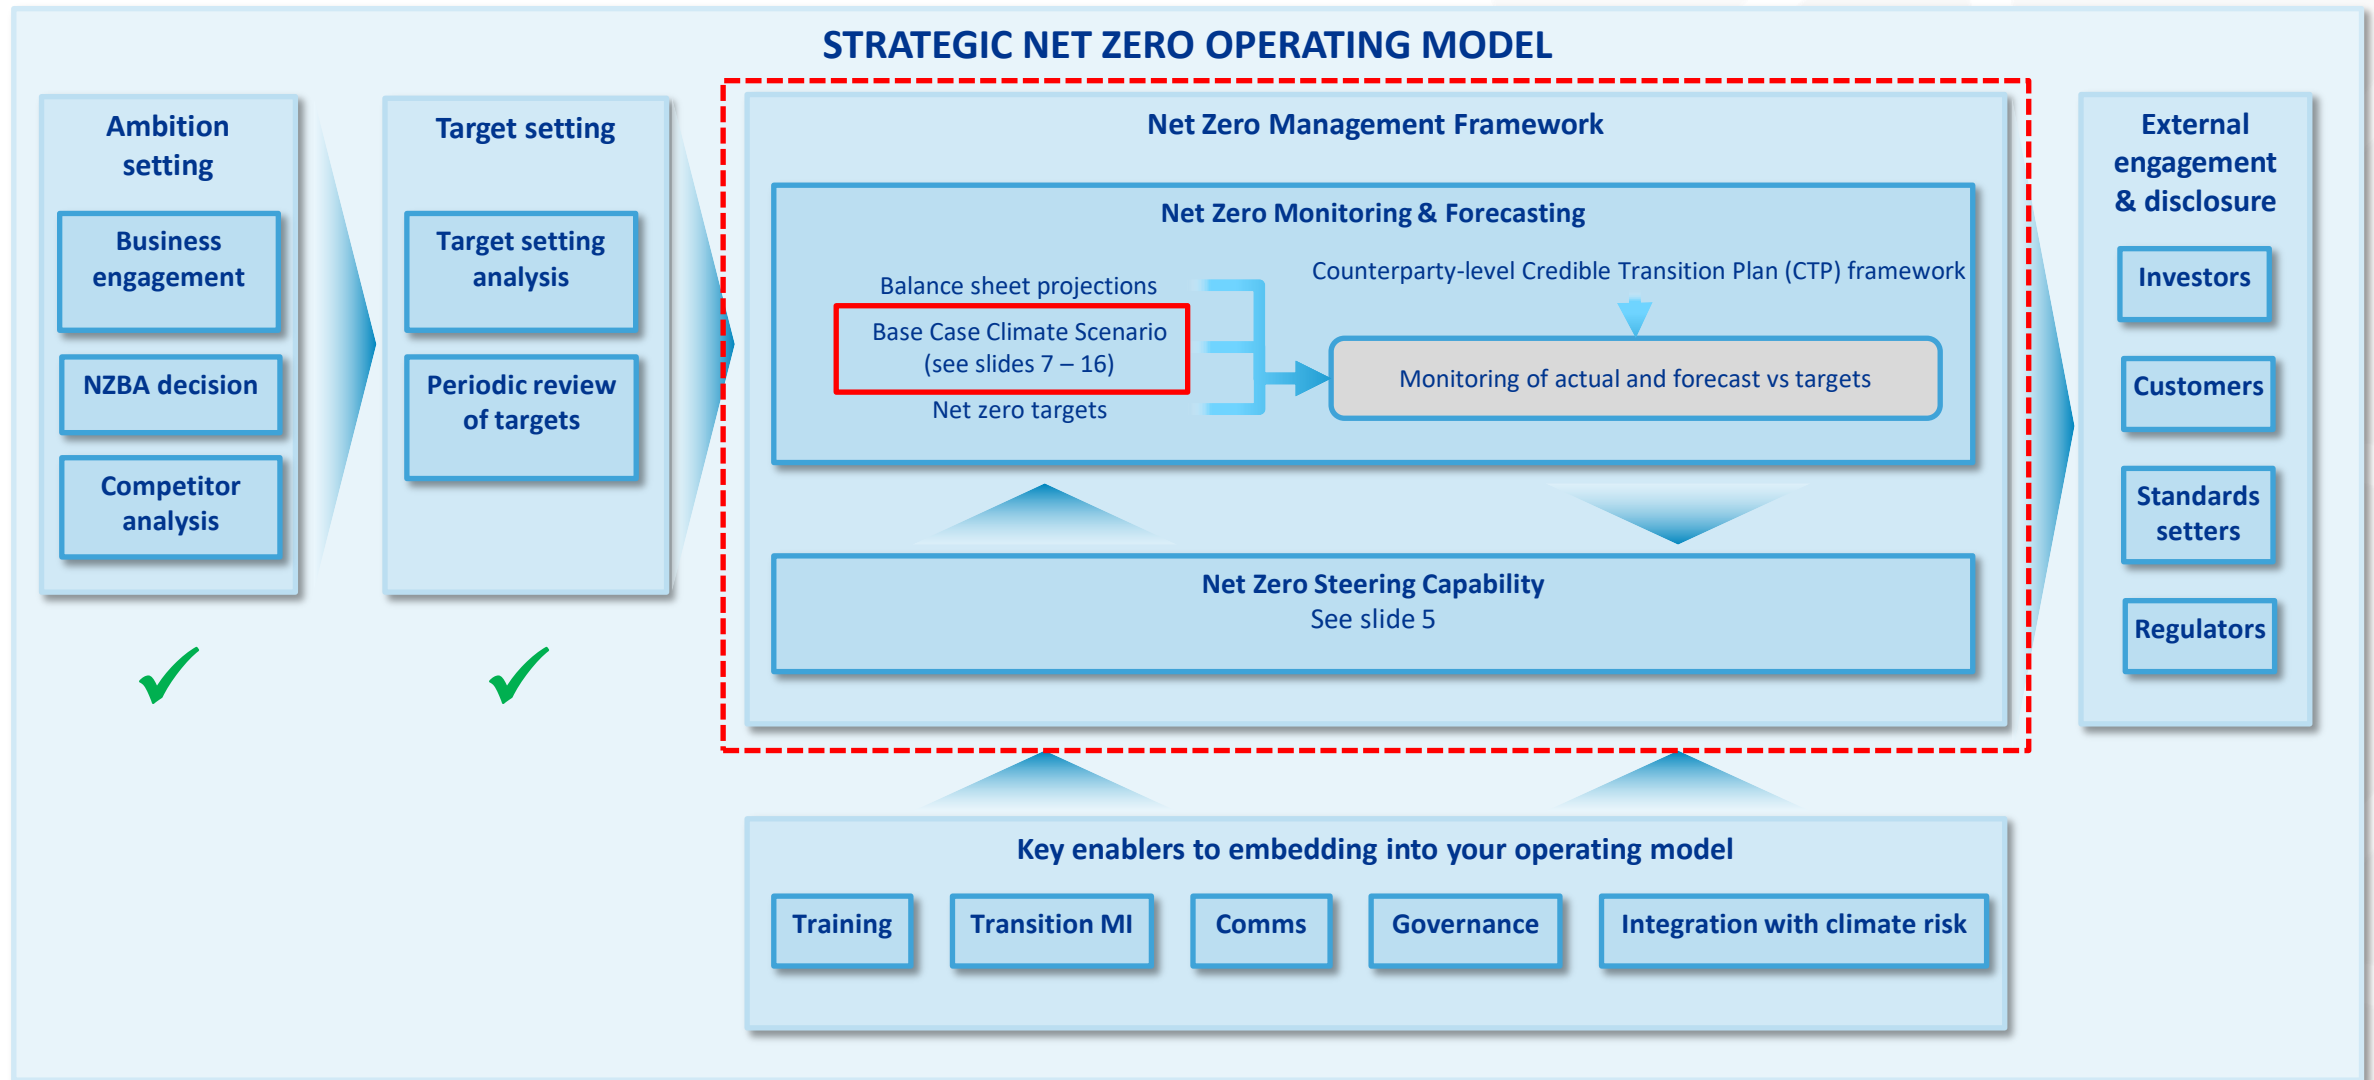 STRATEGIC NET ZERO OPERATING MODEL
Ambition
setting
Business
engagement
NZBA decision
Competitor
analysis
Target setting
Target setting
analysis
Periodic review
of targets
Net Zero Management Framework
Net Zero Monitoring & Forecasting
Balance sheet projections
Base Case Climate Scenario
(see slides 7 – 16)
Net zero targets
Counterparty-level Credible Transition Plan (CTP) framework
Monitoring of actual and forecast vs targets
Net Zero Steering Capability
See slide 5
Key enablers to embedding into your operating model
Training
Transition MI
Comms
Governance
Integration with climate risk
External
engagement
& disclosure
Investors
Customers
Standards
setters
Regulators